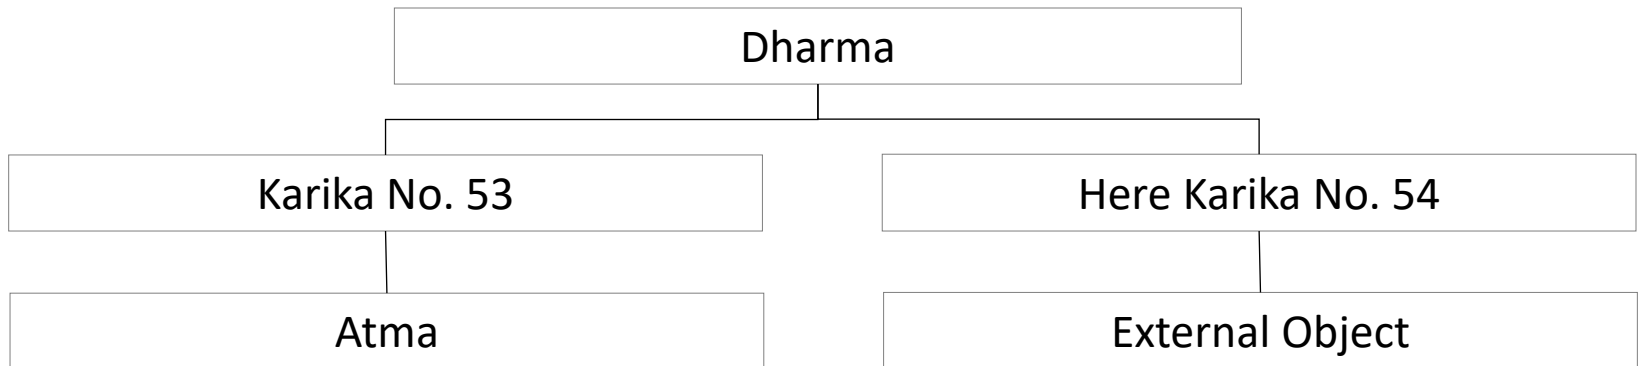 Dharma
Karika No. 53
Here Karika No. 54
Atma
External Object